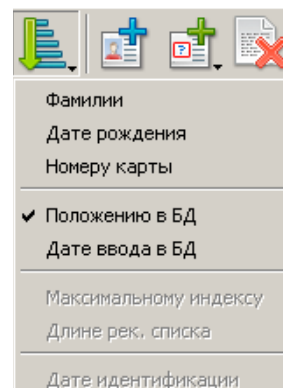 Фамилии
Дате рождения
Номеру карты
Положению в БД
Дате ввода в БД
Максимальному индексу
Длине рек. списка
Дате идентификации